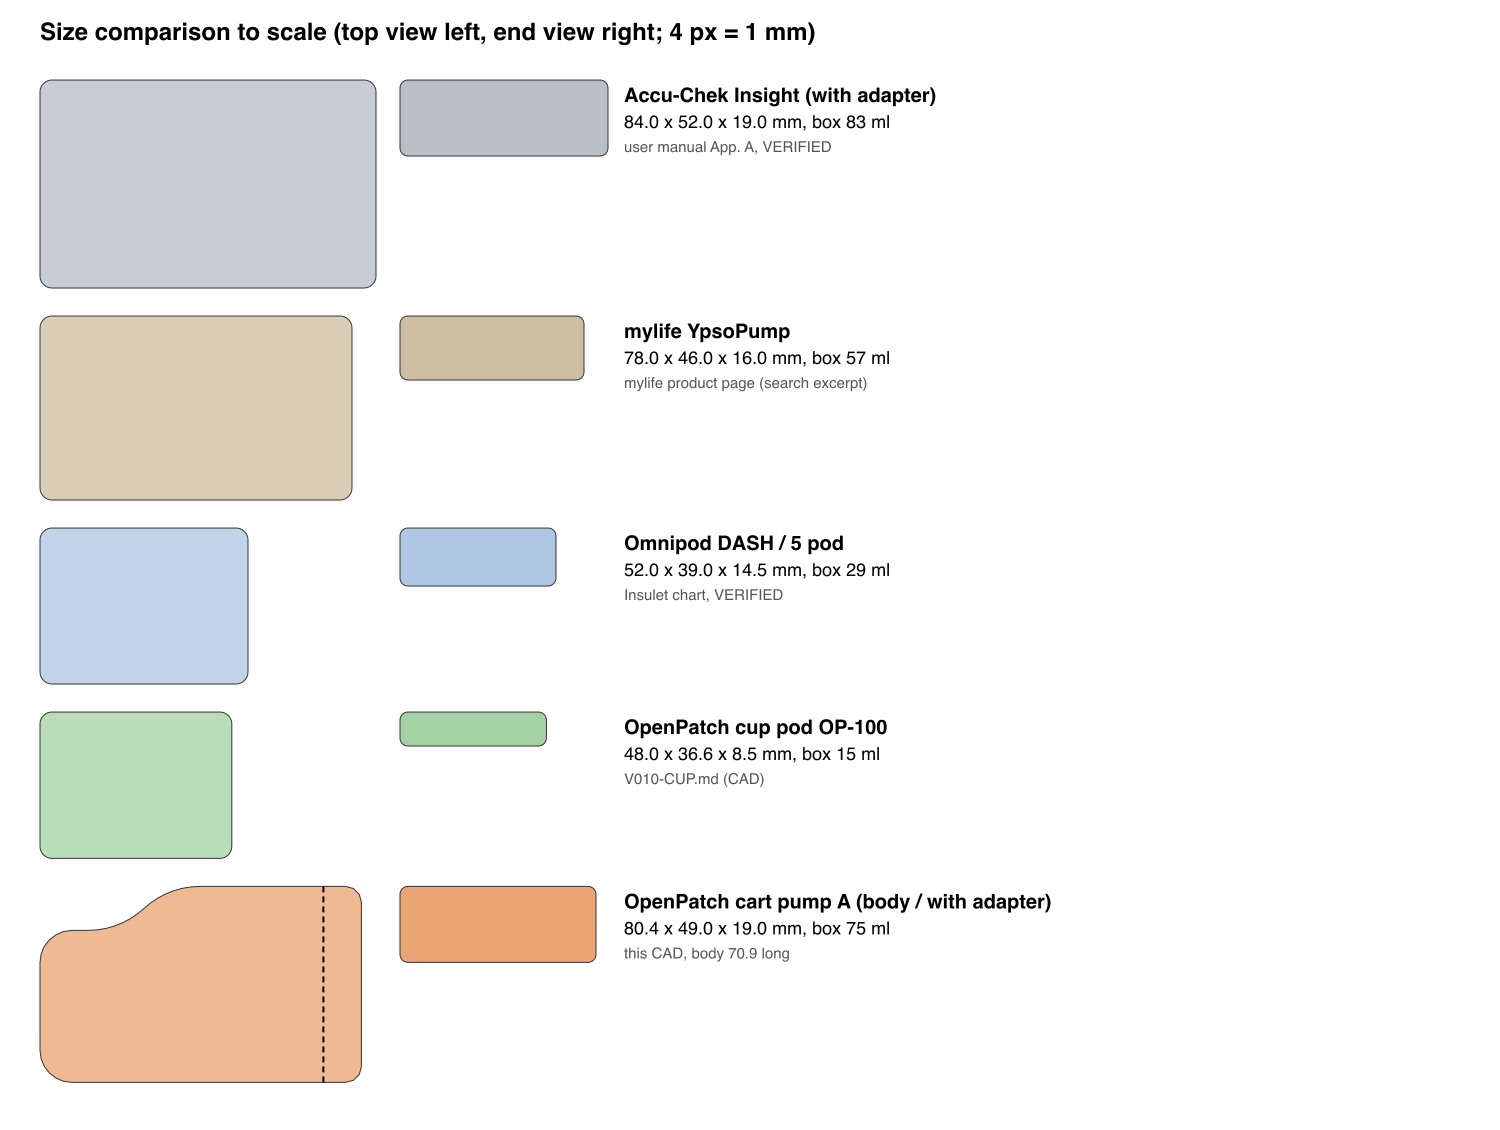 Size comparison to scale (top view left, end view right; 4 px = 1 mm)
Accu-Chek Insight (with adapter)
84.0 x 52.0 x 19.0 mm, box 83 ml
user manual App. A, VERIFIED
mylife YpsoPump
78.0 x 46.0 x 16.0 mm, box 57 ml
mylife product page (search excerpt)
Omnipod DASH / 5 pod
52.0 x 39.0 x 14.5 mm, box 29 ml
Insulet chart, VERIFIED
OpenPatch cup pod OP-100
48.0 x 36.6 x 8.5 mm, box 15 ml
V010-CUP.md (CAD)
OpenPatch cart pump A (body / with adapter)
80.4 x 49.0 x 19.0 mm, box 75 ml
this CAD, body 70.9 long